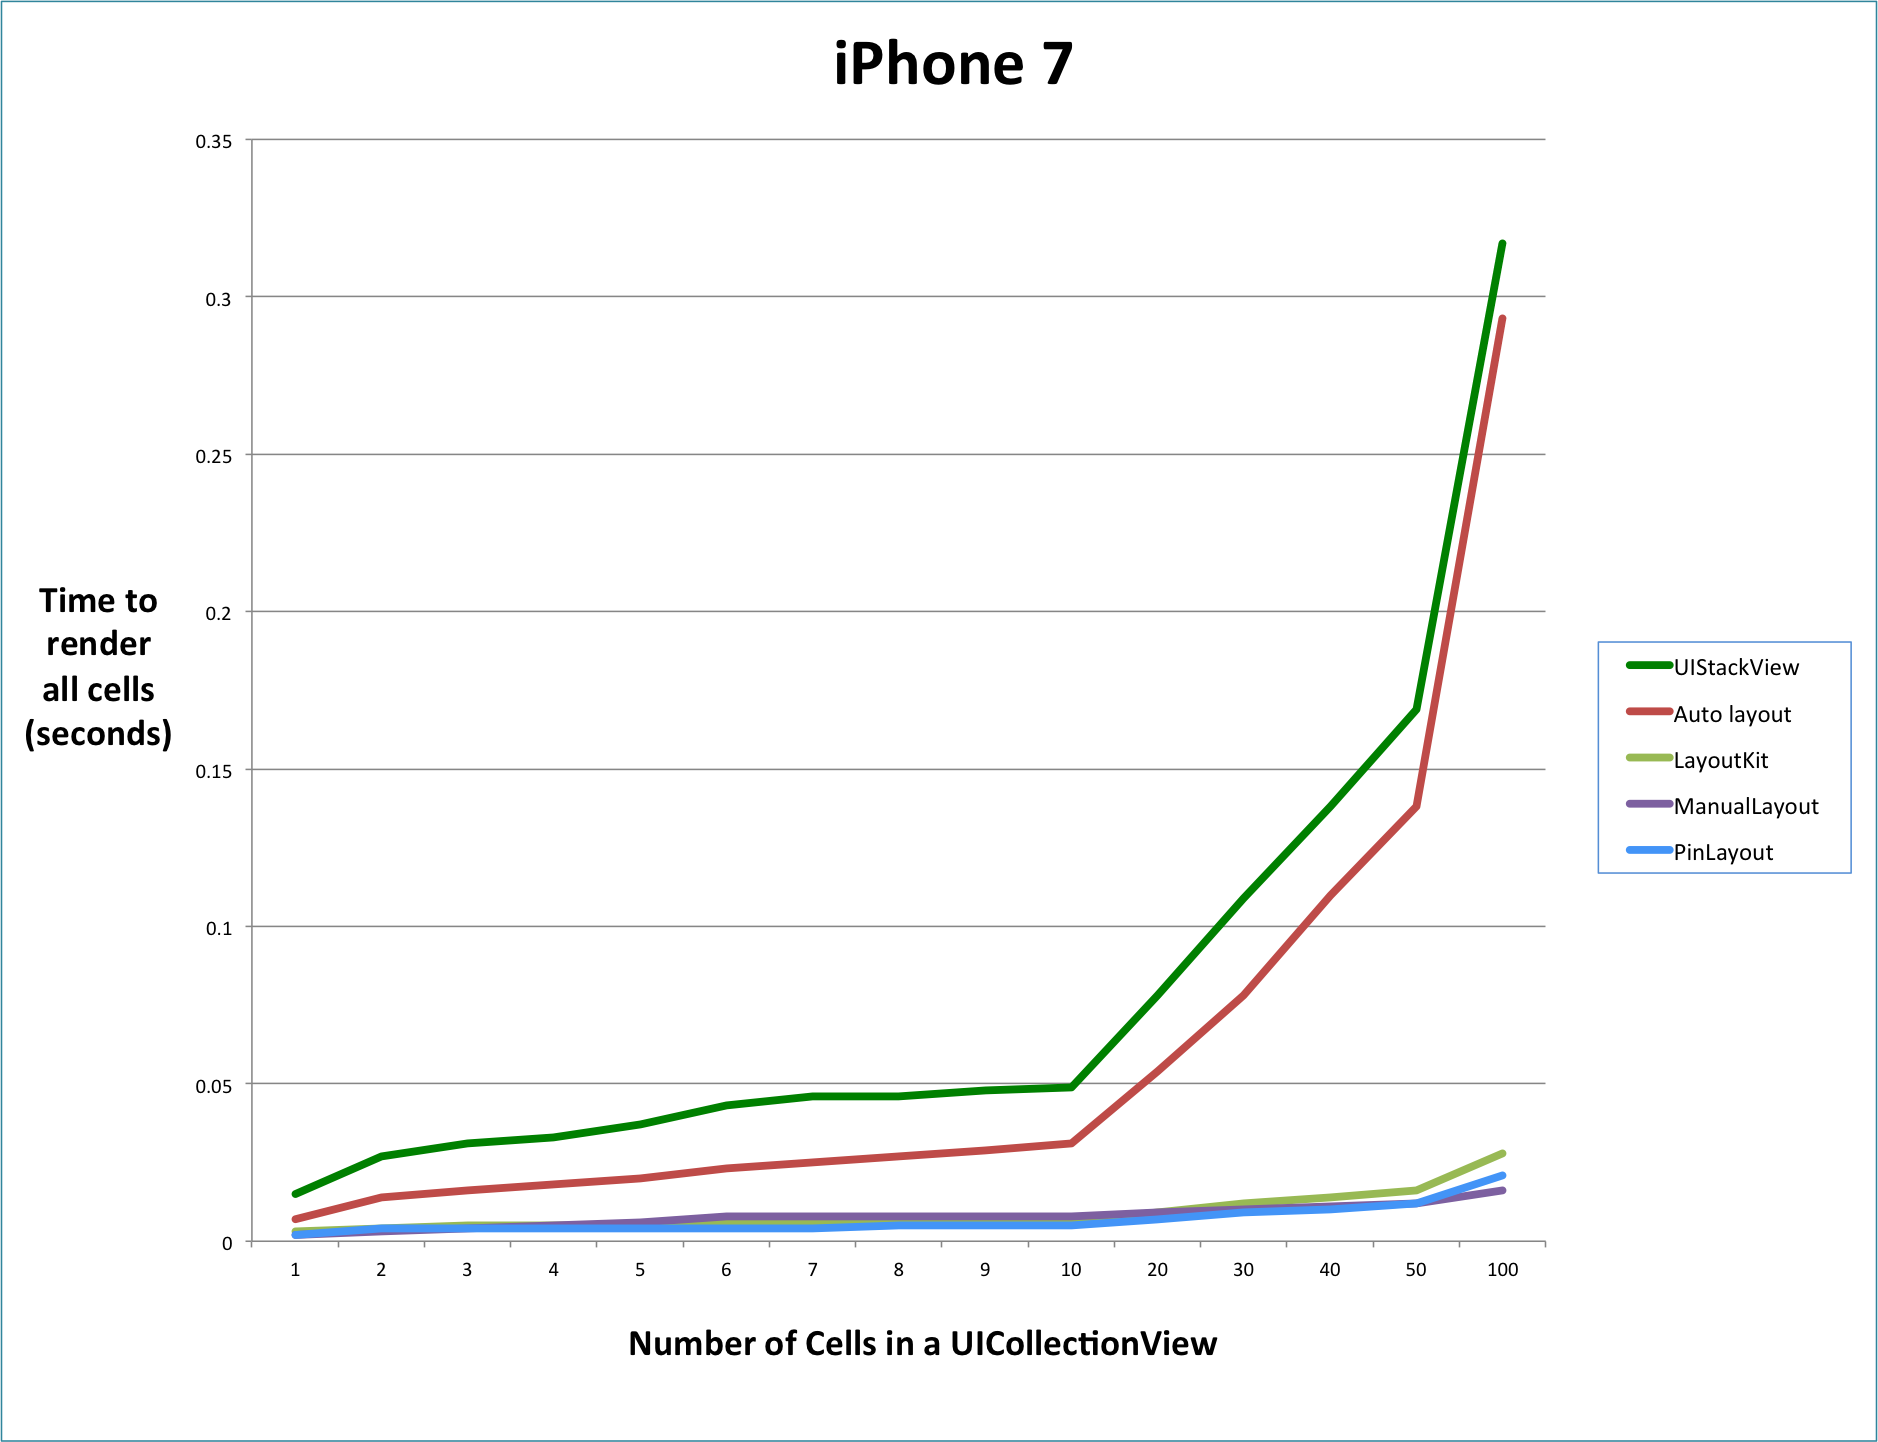 iPhone 7
0.35
0.3
0.25
0.2
0.15
0.1
0.05
0
Time to
render
all cells
(seconds)
UIStackView
Auto layout
LayoutKit
ManualLayout
PinLayout
1 2 3 4 5 6 7 8 9 10 20 30 40 50 100
Number of Cells in a UICollectionView